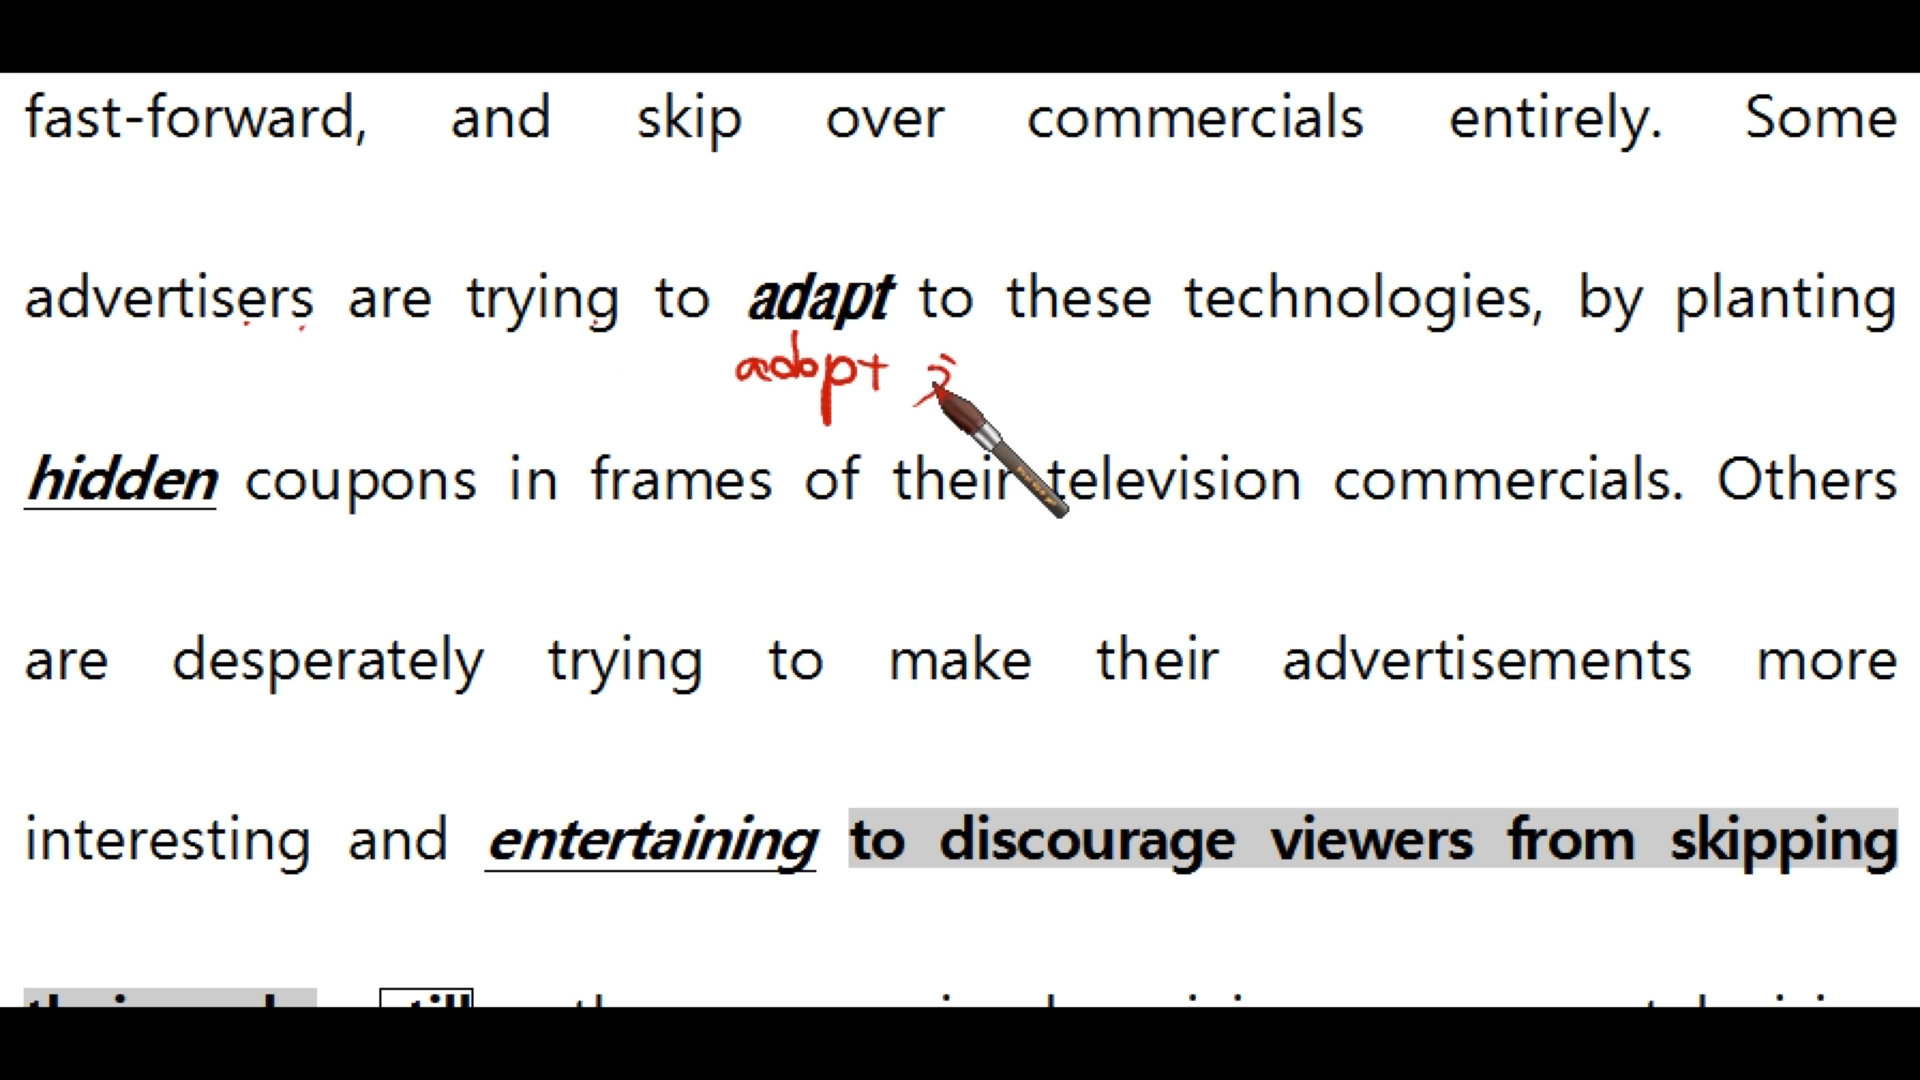 fast-forward, and skip over commercials entirely. Some
advertisers are trying to adapt to these technologies, by planting
adopt
hidden coupons in frames of their television commercials. Others
are desperately trying to make their advertisements more
interesting and entertaining to discourage viewers from skipping